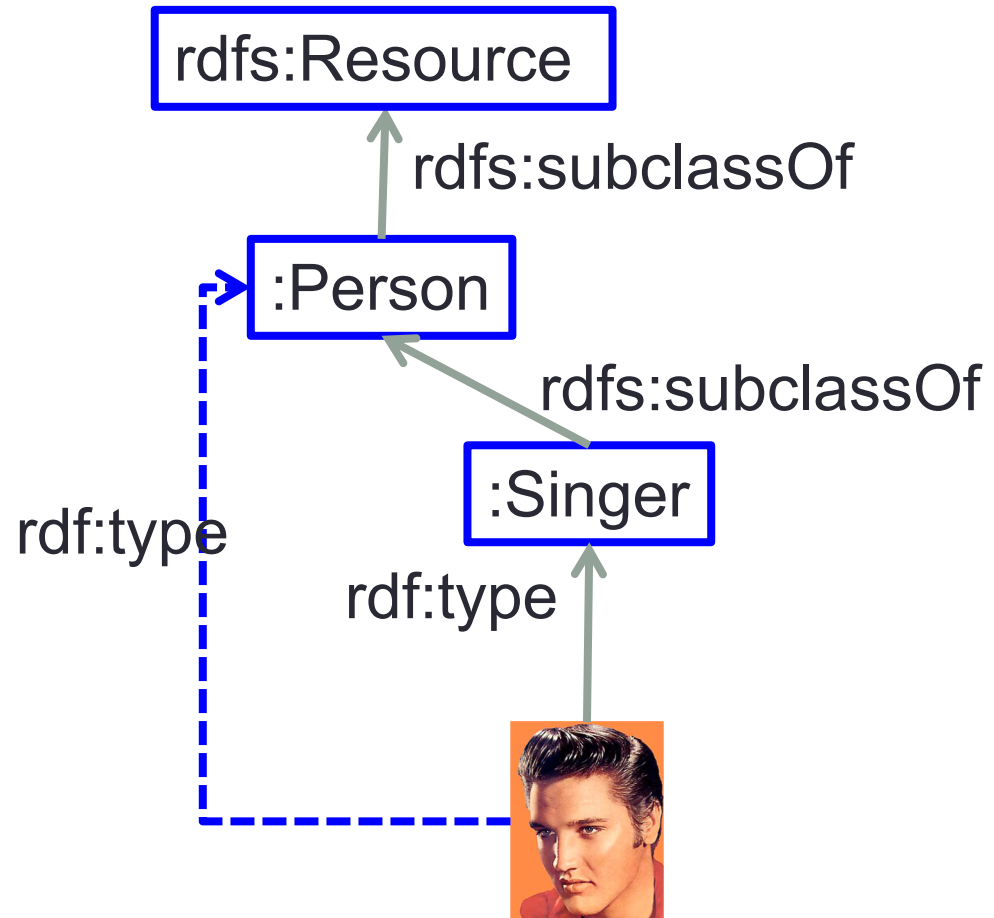 rdfs:Resource
rdfs:subclassOf
:Person
rdfs:subclassOf
:Singer
rdf:type
rdf:type